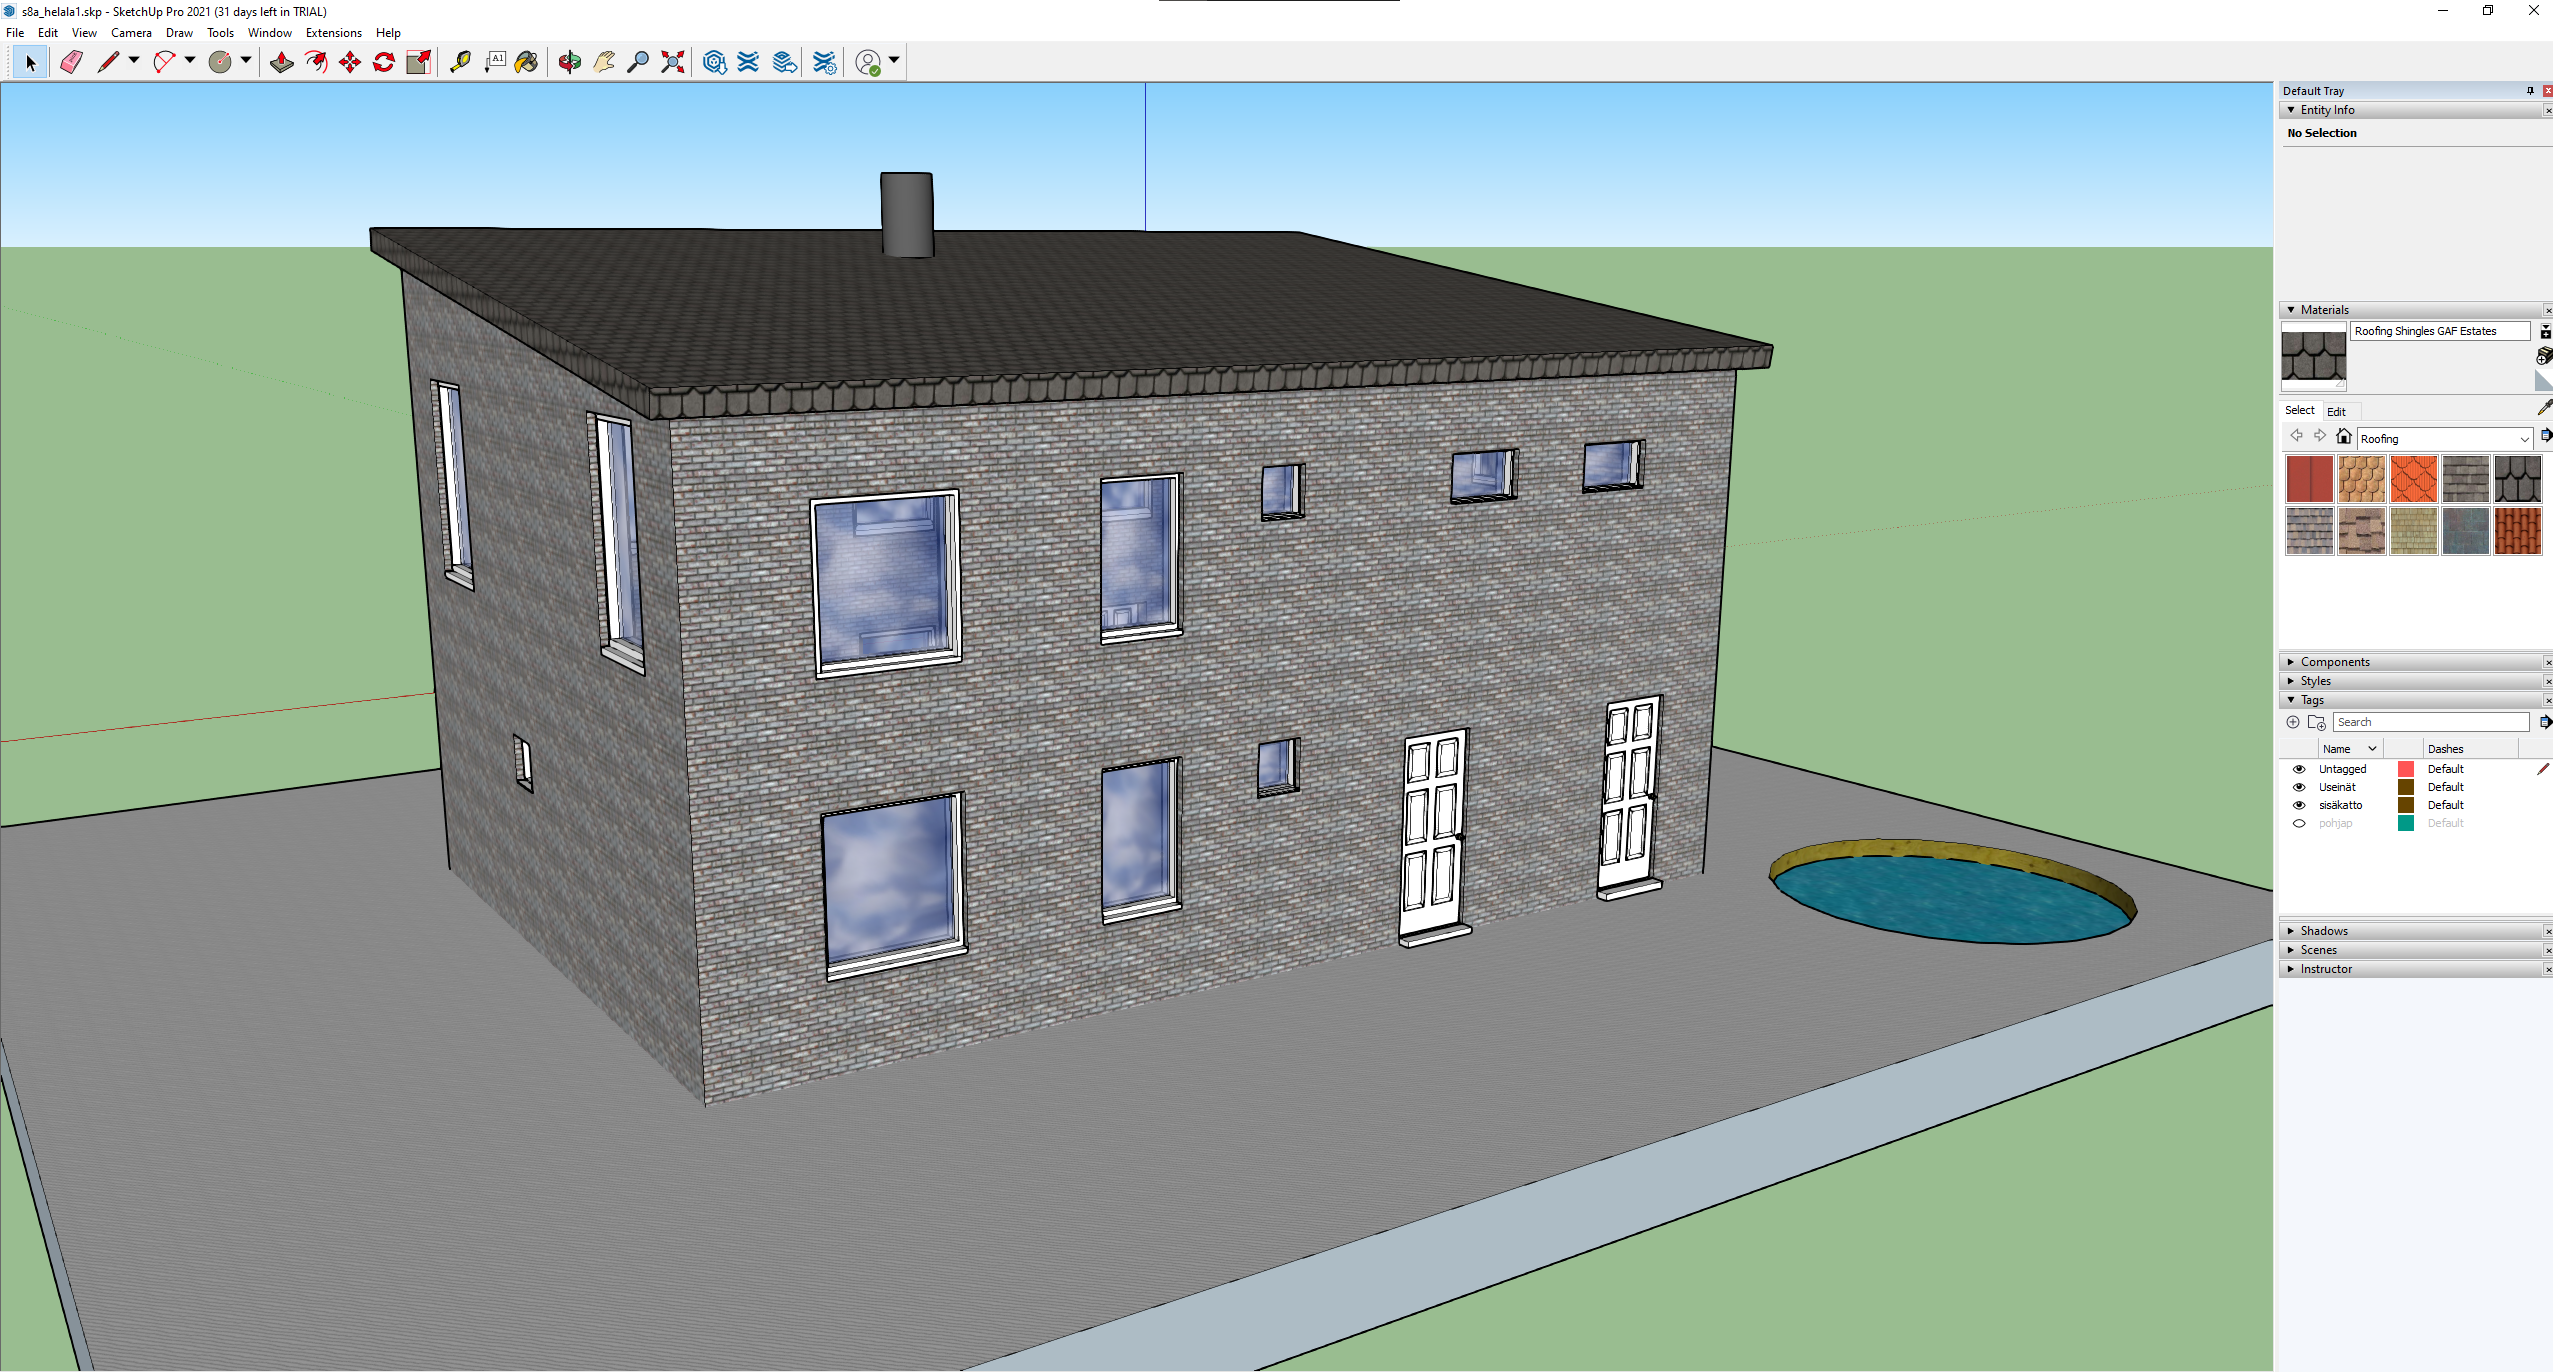 s8a_helala1.skp - SketchUp Pro 2021 (31 days left in TRIAL)
File Edit View Camera Draw Tools Window Extensions Help
A1
Default Tray
Entity Info
No Selection
Materials
Roofing Shingles GAF Estates
Select Edit
Roofing
Components
Styles
Tags
Search
Name Dashes
Untagged Default
Useinät Default
sisäkatto Default
pohjap Default
Shadows
Scenes
Instructor